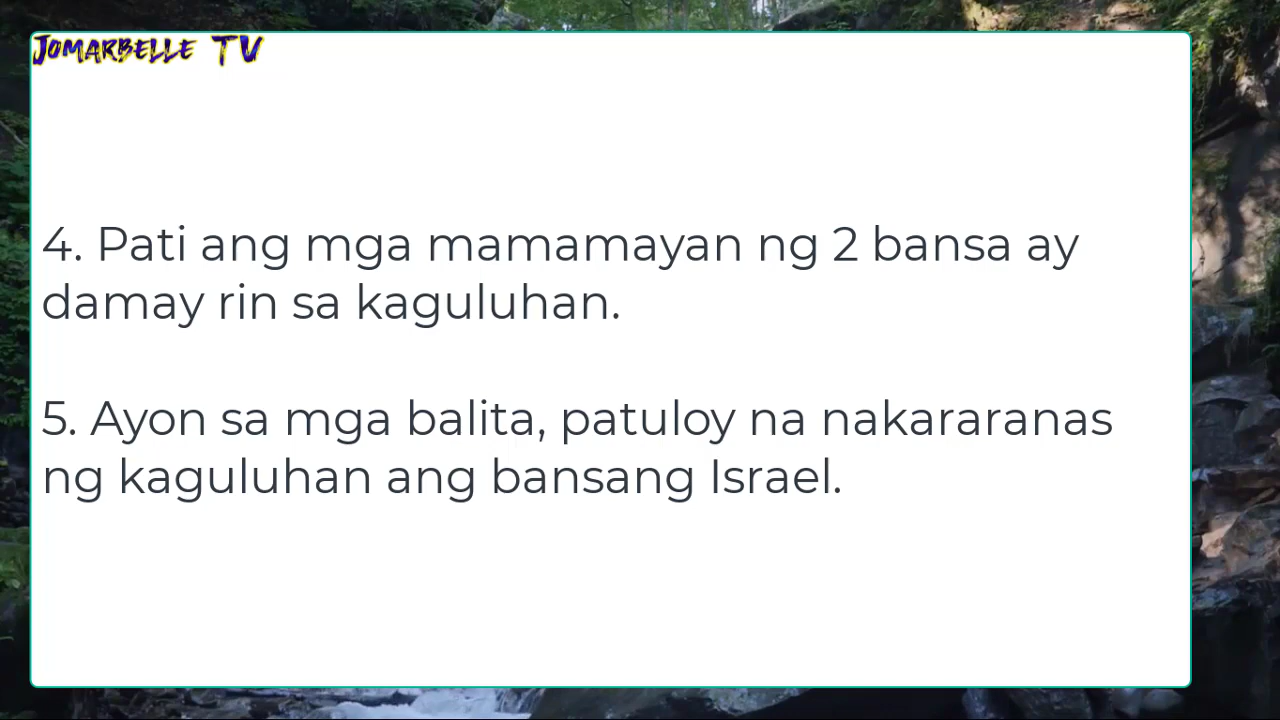 JOMARBELLE TV
4. Pati ang mga mamamayan ng 2 bansa ay
damay rin sa kaguluhan.
5. Ayon sa mga balita, patuloy na nakararanas
ng kaguluhan ang bansang Israel.